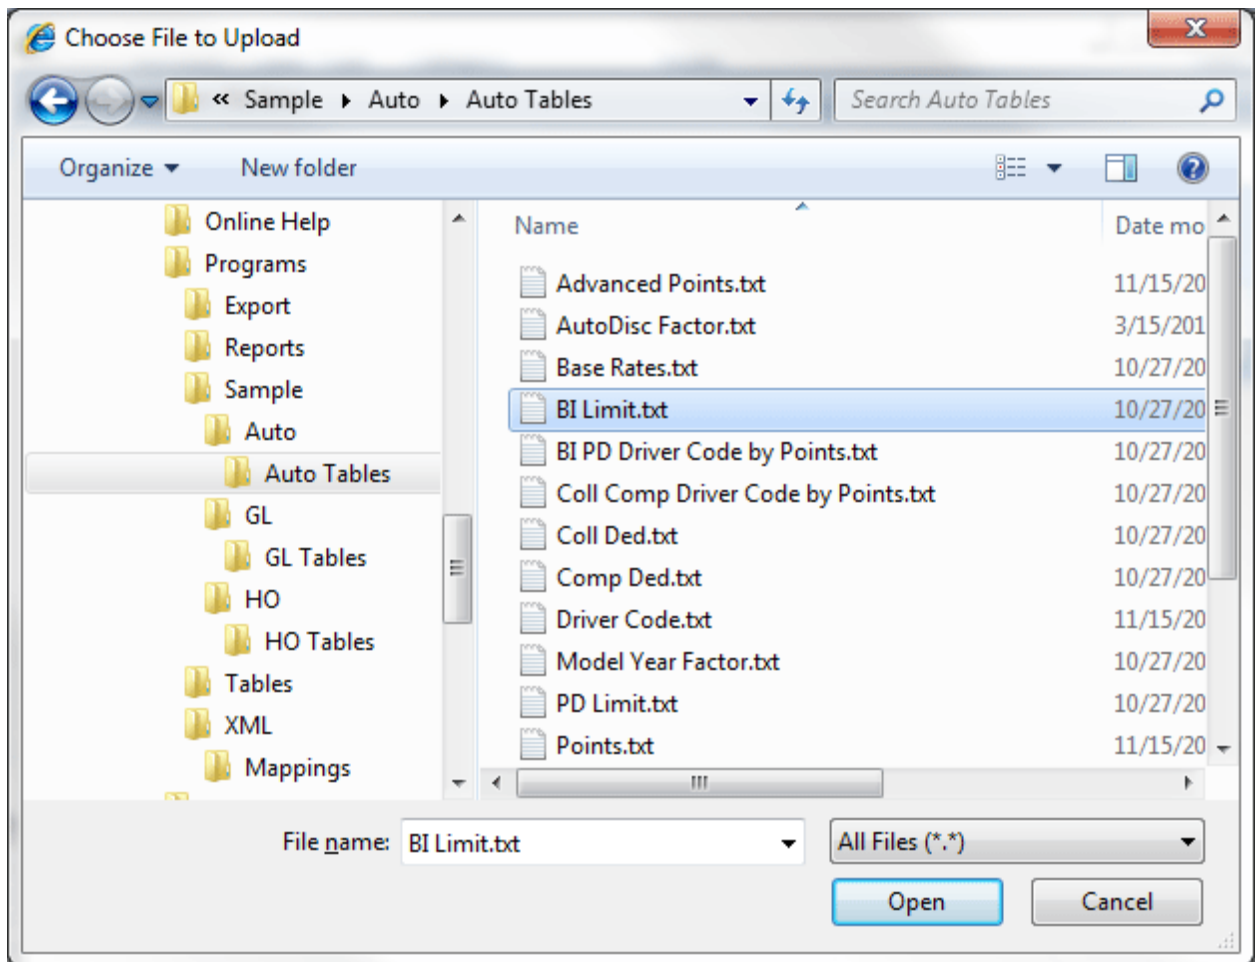 Choose File to Upload
« Sample Auto Auto Tables
Search Auto Tables
Organize New folder
Online Help
Programs
Export
Reports
Sample
Auto
Auto Tables
GL
GL Tables
HO
HO Tables
Tables
XML
Mappings
Name Date mo
Advanced Points.txt 11/15/20
AutoDisc Factor.txt 3/15/201
Base Rates.txt 10/27/20
BI Limit.txt 10/27/20
BI PD Driver Code by Points.txt 10/27/20
Coll Comp Driver Code by Points.txt 10/27/20
Coll Ded.txt 10/27/20
Comp Ded.txt 10/27/20
Driver Code.txt 11/15/20
Model Year Factor.txt 10/27/20
PD Limit.txt 10/27/20
Points.txt 11/15/20
File name: BI Limit.txt All Files (*.*)
Open Cancel